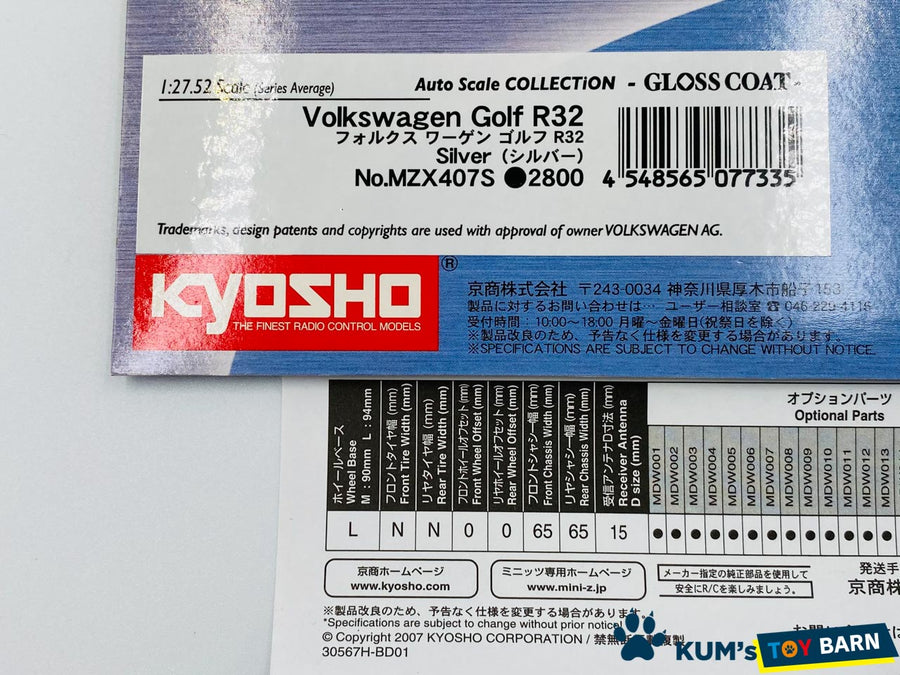 1:27.52 Scale (Series Average)
Auto Scale COLLECTiON - GLOSS COAT -
Volkswagen Golf R32
フォルクス ワーゲン ゴルフ R32
Silver (シルバー)
No.MZX407S ●2800
4 548565 077335
Trademarks, design patents and copyrights are used with approval of owner VOLKSWAGEN AG.
KYOSHO ®
THE FINEST RADIO CONTROL MODELS
京商株式会社 〒243-0034 神奈川県厚木市船子153
製品に対するお問い合わせは… ユーザー相談室 ☎ 046-229-4115
受付時間：10:00〜18:00 月曜〜金曜日(祝祭日を除く)
※製品改良のため、予告なく仕様を変更する場合があります。
※SPECIFICATIONS ARE SUBJECT TO CHANGE WITHOUT NOTICE.
オプションパーツ
Optional Parts
ホイールベース
Wheel Base
M : 90mm L : 94mm
フロントタイヤ幅 (mm)
Front Tire Width (mm)
リヤタイヤ幅 (mm)
Rear Tire Width (mm)
フロントホイールオフセット (mm)
Front Wheel Offset (mm)
リヤホイールオフセット (mm)
Rear Wheel Offset (mm)
フロントシャシー幅 (mm)
Front Chassis Width (mm)
リヤシャシー幅 (mm)
Rear Chassis Width (mm)
受信アンテナD寸法
Receiver Antenna
D size (mm)
MDW001 MDW002 MDW003 MDW004 MDW005 MDW006 MDW007 MDW008 MDW009 MDW010 MDW011 MDW012 MDW013
L N N 0 0 65 65 15 ● ● ● ● ● ● ● ● ● ● ● ● ●
京商ホームページ
www.kyosho.com
ミニッツ専用ホームページ
www.mini-z.jp
メーカー指定の純正部品を使用して
安全にR/Cを楽しみましょう。
発送手
京商株
※製品改良のため、予告なく仕様を変更する場合があります。
*Specifications are subject to change without prior notice!
© Copyright 2007 KYOSHO CORPORATION / 禁無断転載複製
30567H-BD01
KUM's TOY BARN